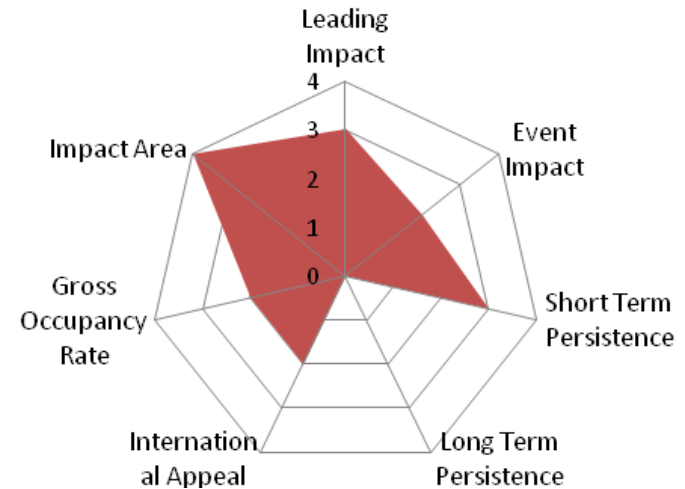 Leading
Impact
4
3
2
1
0
Event
Impact
Short Term
Persistence
Long Term
Persistence
Internation
al Appeal
Gross
Occupancy
Rate
Impact Area